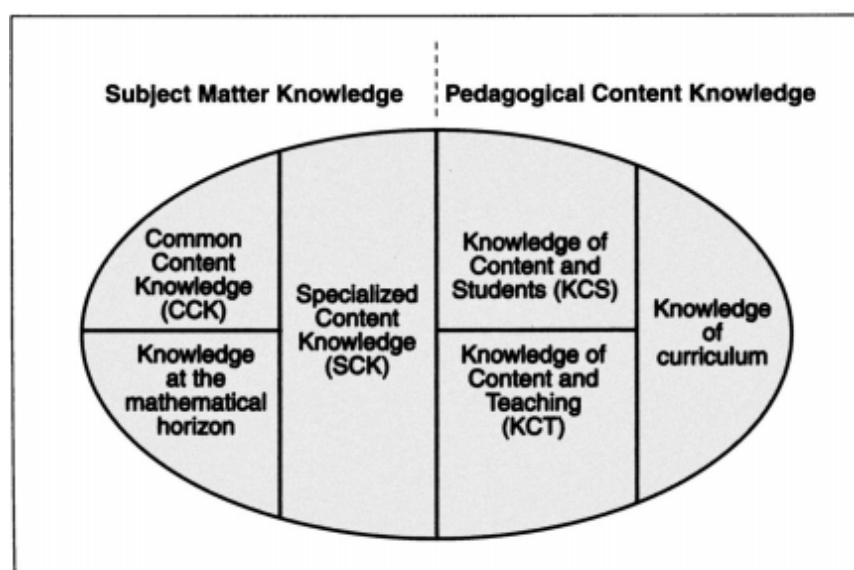 Subject Matter Knowledge
Pedagogical Content Knowledge
Common
Content
Knowledge
(CCK)
Knowledge
at the
mathematical
horizon
Specialized
Content
Knowledge
(SCK)
Knowledge of
Content and
Students (KCS)
Knowledge of
Content and
Teaching
(KCT)
Knowledge
of
curriculum